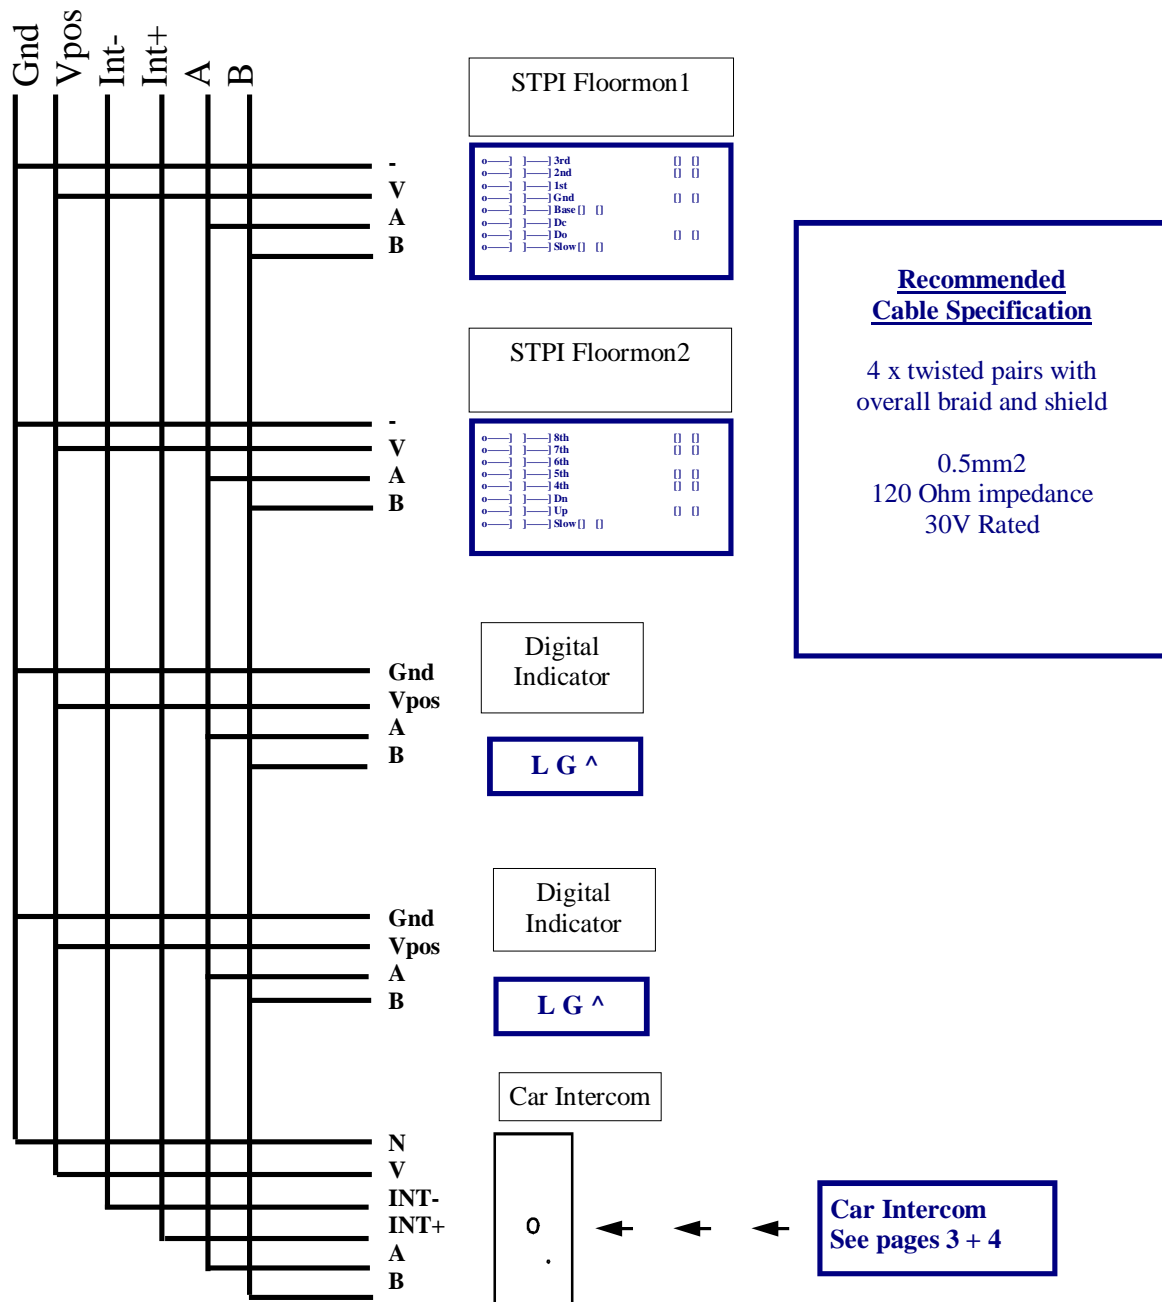 Gnd Vpos Int- Int+ A B
STPI Floormon1
-
V
A
B
o——] ]——] 3rd [] []
o——] ]——] 2nd [] []
o——] ]——] 1st
o——] ]——] Gnd [] []
o——] ]——] Base [] []
o——] ]——] Dc
o——] ]——] Do [] []
o——] ]——] Slow [] []
Recommended
Cable Specification
4 x twisted pairs with
overall braid and shield
0.5mm2
120 Ohm impedance
30V Rated
STPI Floormon2
-
V
A
B
o——] ]——] 8th [] []
o——] ]——] 7th [] []
o——] ]——] 6th
o——] ]——] 5th [] []
o——] ]——] 4th [] []
o——] ]——] Dn
o——] ]——] Up [] []
o——] ]——] Slow [] []
Digital
Indicator
Gnd
Vpos
A
B
L G ^
Digital
Indicator
Gnd
Vpos
A
B
L G ^
Car Intercom
N
V
INT-
INT+
A
B
Car Intercom
See pages 3 + 4